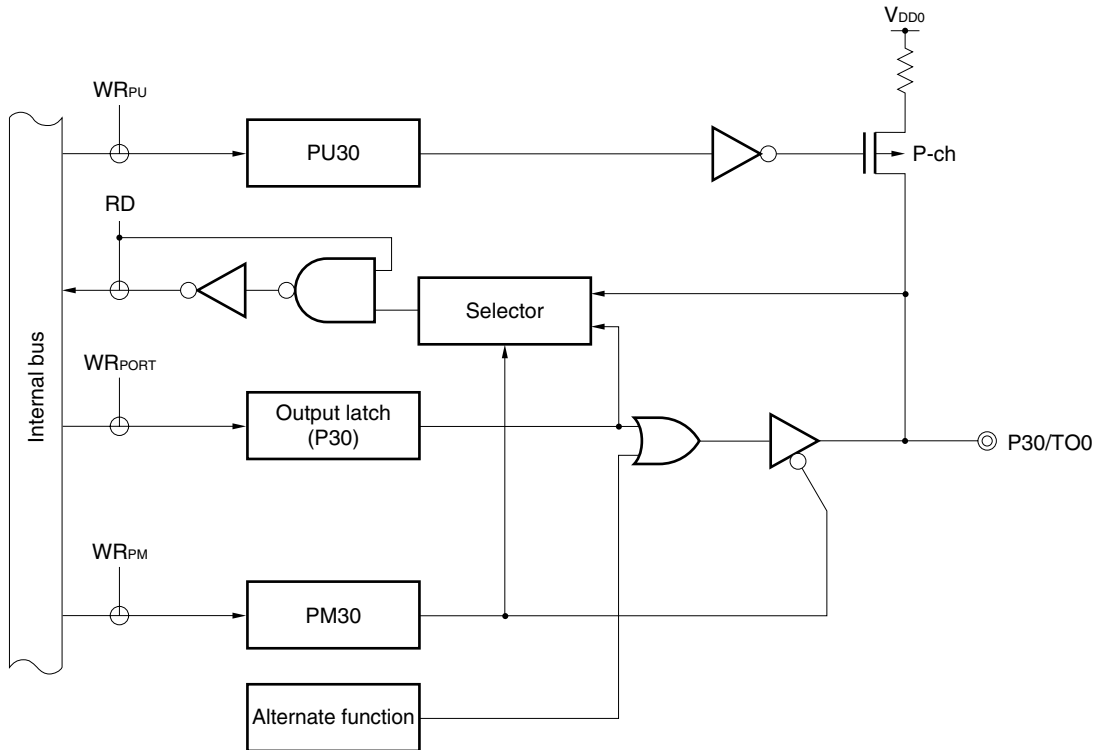 VDD0
WRPU
PU30
P-ch
RD
Selector
WRPORT
Internal bus
Output latch
(P30)
P30/TO0
WRPM
PM30
Alternate function